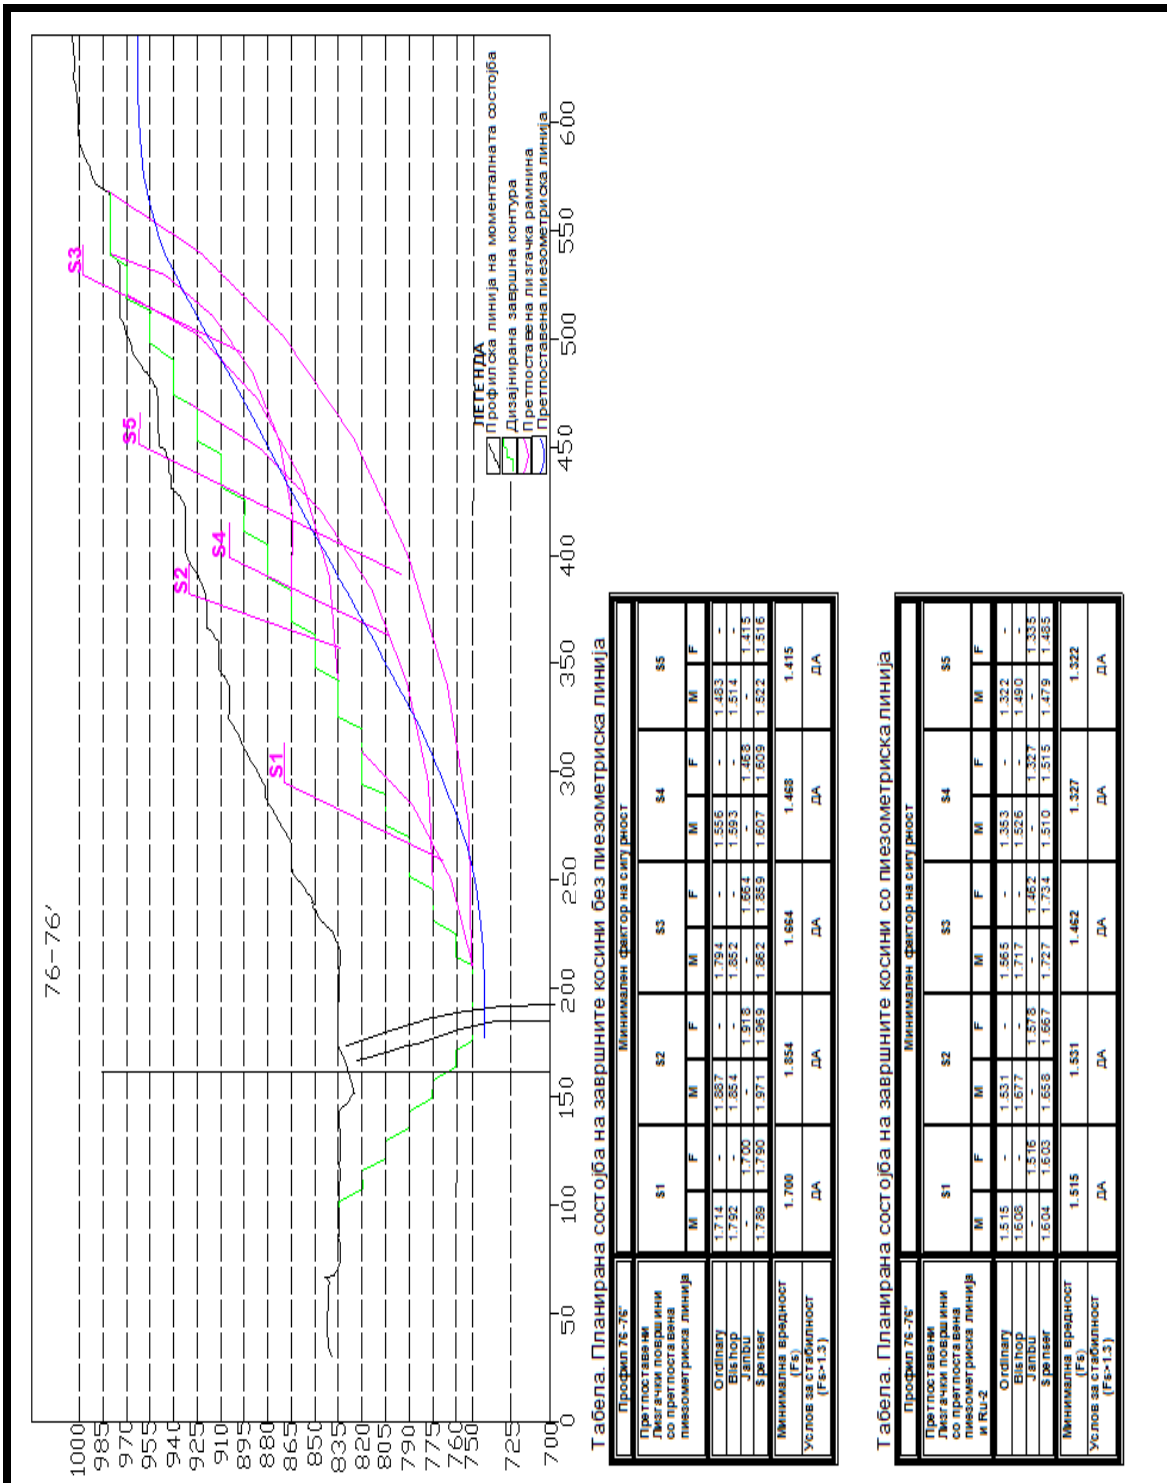 76-76'
1000
985
970
955
940
925
910
895
880
865
850
835
820
805
790
775
760
750
725
700
0
50
100
150
200
250
300
350
400
450
500
550
600
S1
S2
S4
S5
S3
ЛЕГЕНДА
Профилска линија на моменталната состојба
Дизајнирана завршна контура
Претпоставена лизгачка рамнина
Претпоставена пиезометриска линија
Табела. Планирана состојба на завршните косини без пиезометриска линија
Профил 76-76' Минимален фактор на сигурност
Претпоставени
Лизгачки површини
со претпоставена
пиезометриска линија
S1 S2 S3 S4 S5
M F M F M F M F M F
Ordinary 1.714 - 1.887 - 1.794 - 1.556 - 1.483 -
Bishop 1.792 - 1.854 - 1.852 - 1.593 - 1.514 -
Janbu - 1.700 - 1.918 - 1.664 - 1.468 - 1.415
Spenser 1.789 1.790 1.971 1.969 1.862 1.859 1.607 1.609 1.522 1.516
Минимална вредност
(Fs)
1.700 1.854 1.664 1.468 1.415
Услов за стабилност
(Fs>1.3)
ДА ДА ДА ДА ДА
Табела. Планирана состојба на завршните косини со пиезометриска линија
Профил 76-76' Минимален фактор на сигурност
Претпоставени
Лизгачки површини
со претпоставена
пиезометриска линија
и Ru-2
S1 S2 S3 S4 S5
M F M F M F M F M F
Ordinary 1.515 - 1.531 - 1.565 - 1.353 - 1.322 -
Bishop 1.608 - 1.677 - 1.717 - 1.526 - 1.490 -
Janbu - 1.516 - 1.578 - 1.462 - 1.327 - 1.335
Spenser 1.604 1.603 1.658 1.667 1.727 1.734 1.510 1.515 1.479 1.485
Минимална вредност
(Fs)
1.515 1.531 1.462 1.327 1.322
Услов за стабилност
(Fs>1.3)
ДА ДА ДА ДА ДА